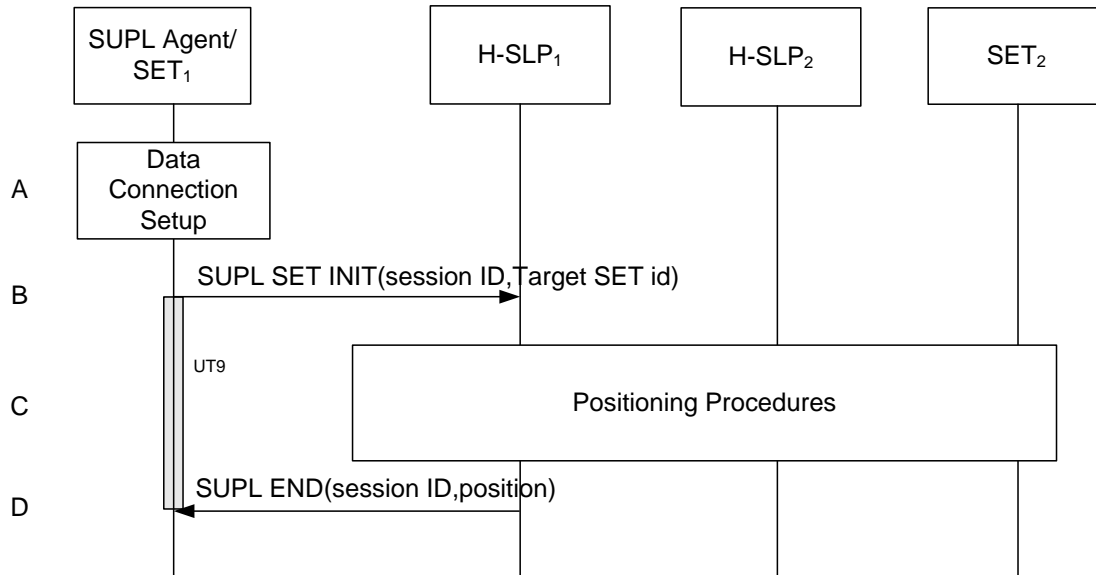 SUPL Agent/
SET₁
H-SLP₁
H-SLP₂
SET₂
A
Data
Connection
Setup
B
SUPL SET INIT(session ID,Target SET id)
UT9
C
Positioning Procedures
D
SUPL END(session ID,position)